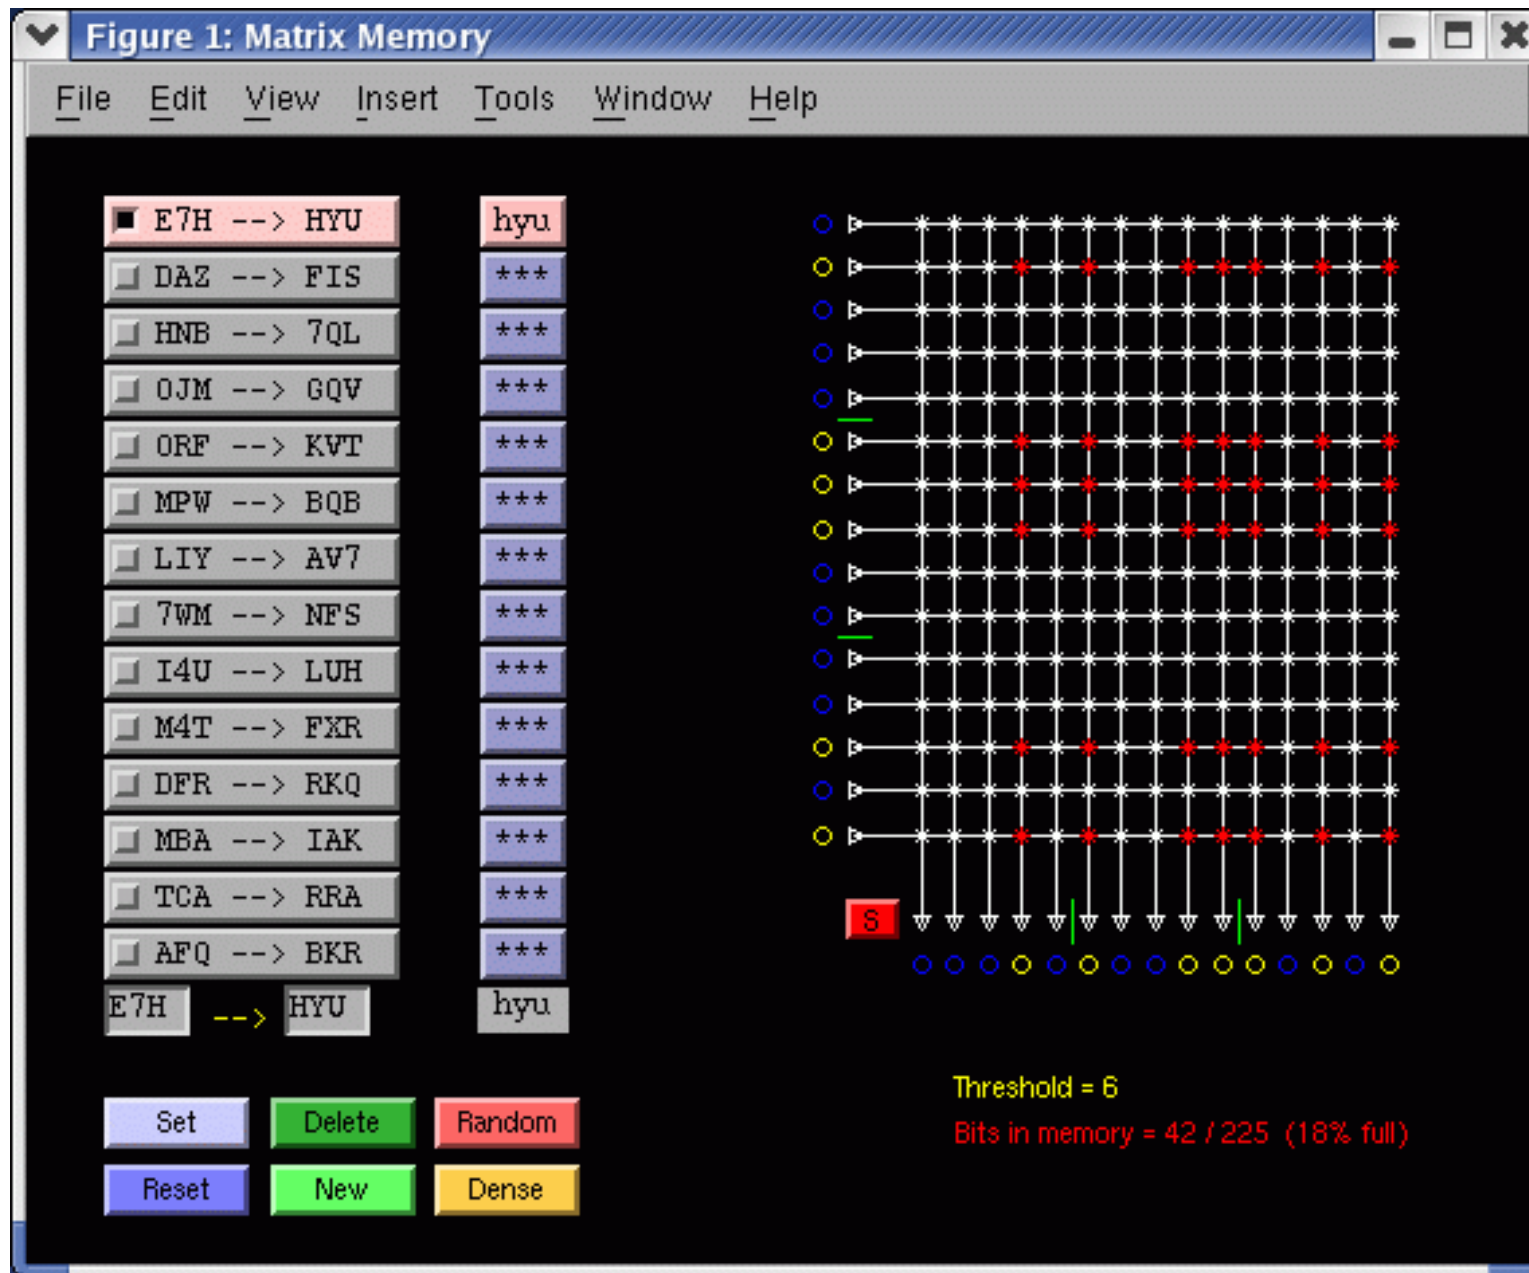 Figure 1: Matrix Memory
File Edit View Insert Tools Window Help
E7H --> HYU hyu
DAZ --> FIS ***
HNB --> 7QL ***
OJM --> GQV ***
ORF --> KVT ***
MPW --> BQB ***
LIY --> AV7 ***
7WM --> NFS ***
I4U --> LUH ***
M4T --> FXR ***
DFR --> RKQ ***
MBA --> IAK ***
TCA --> RRA ***
AFQ --> BKR ***
E7H --> HYU hyu
S
Threshold = 6
Bits in memory = 42 / 225 (18% full)
Set Delete Random
Reset New Dense